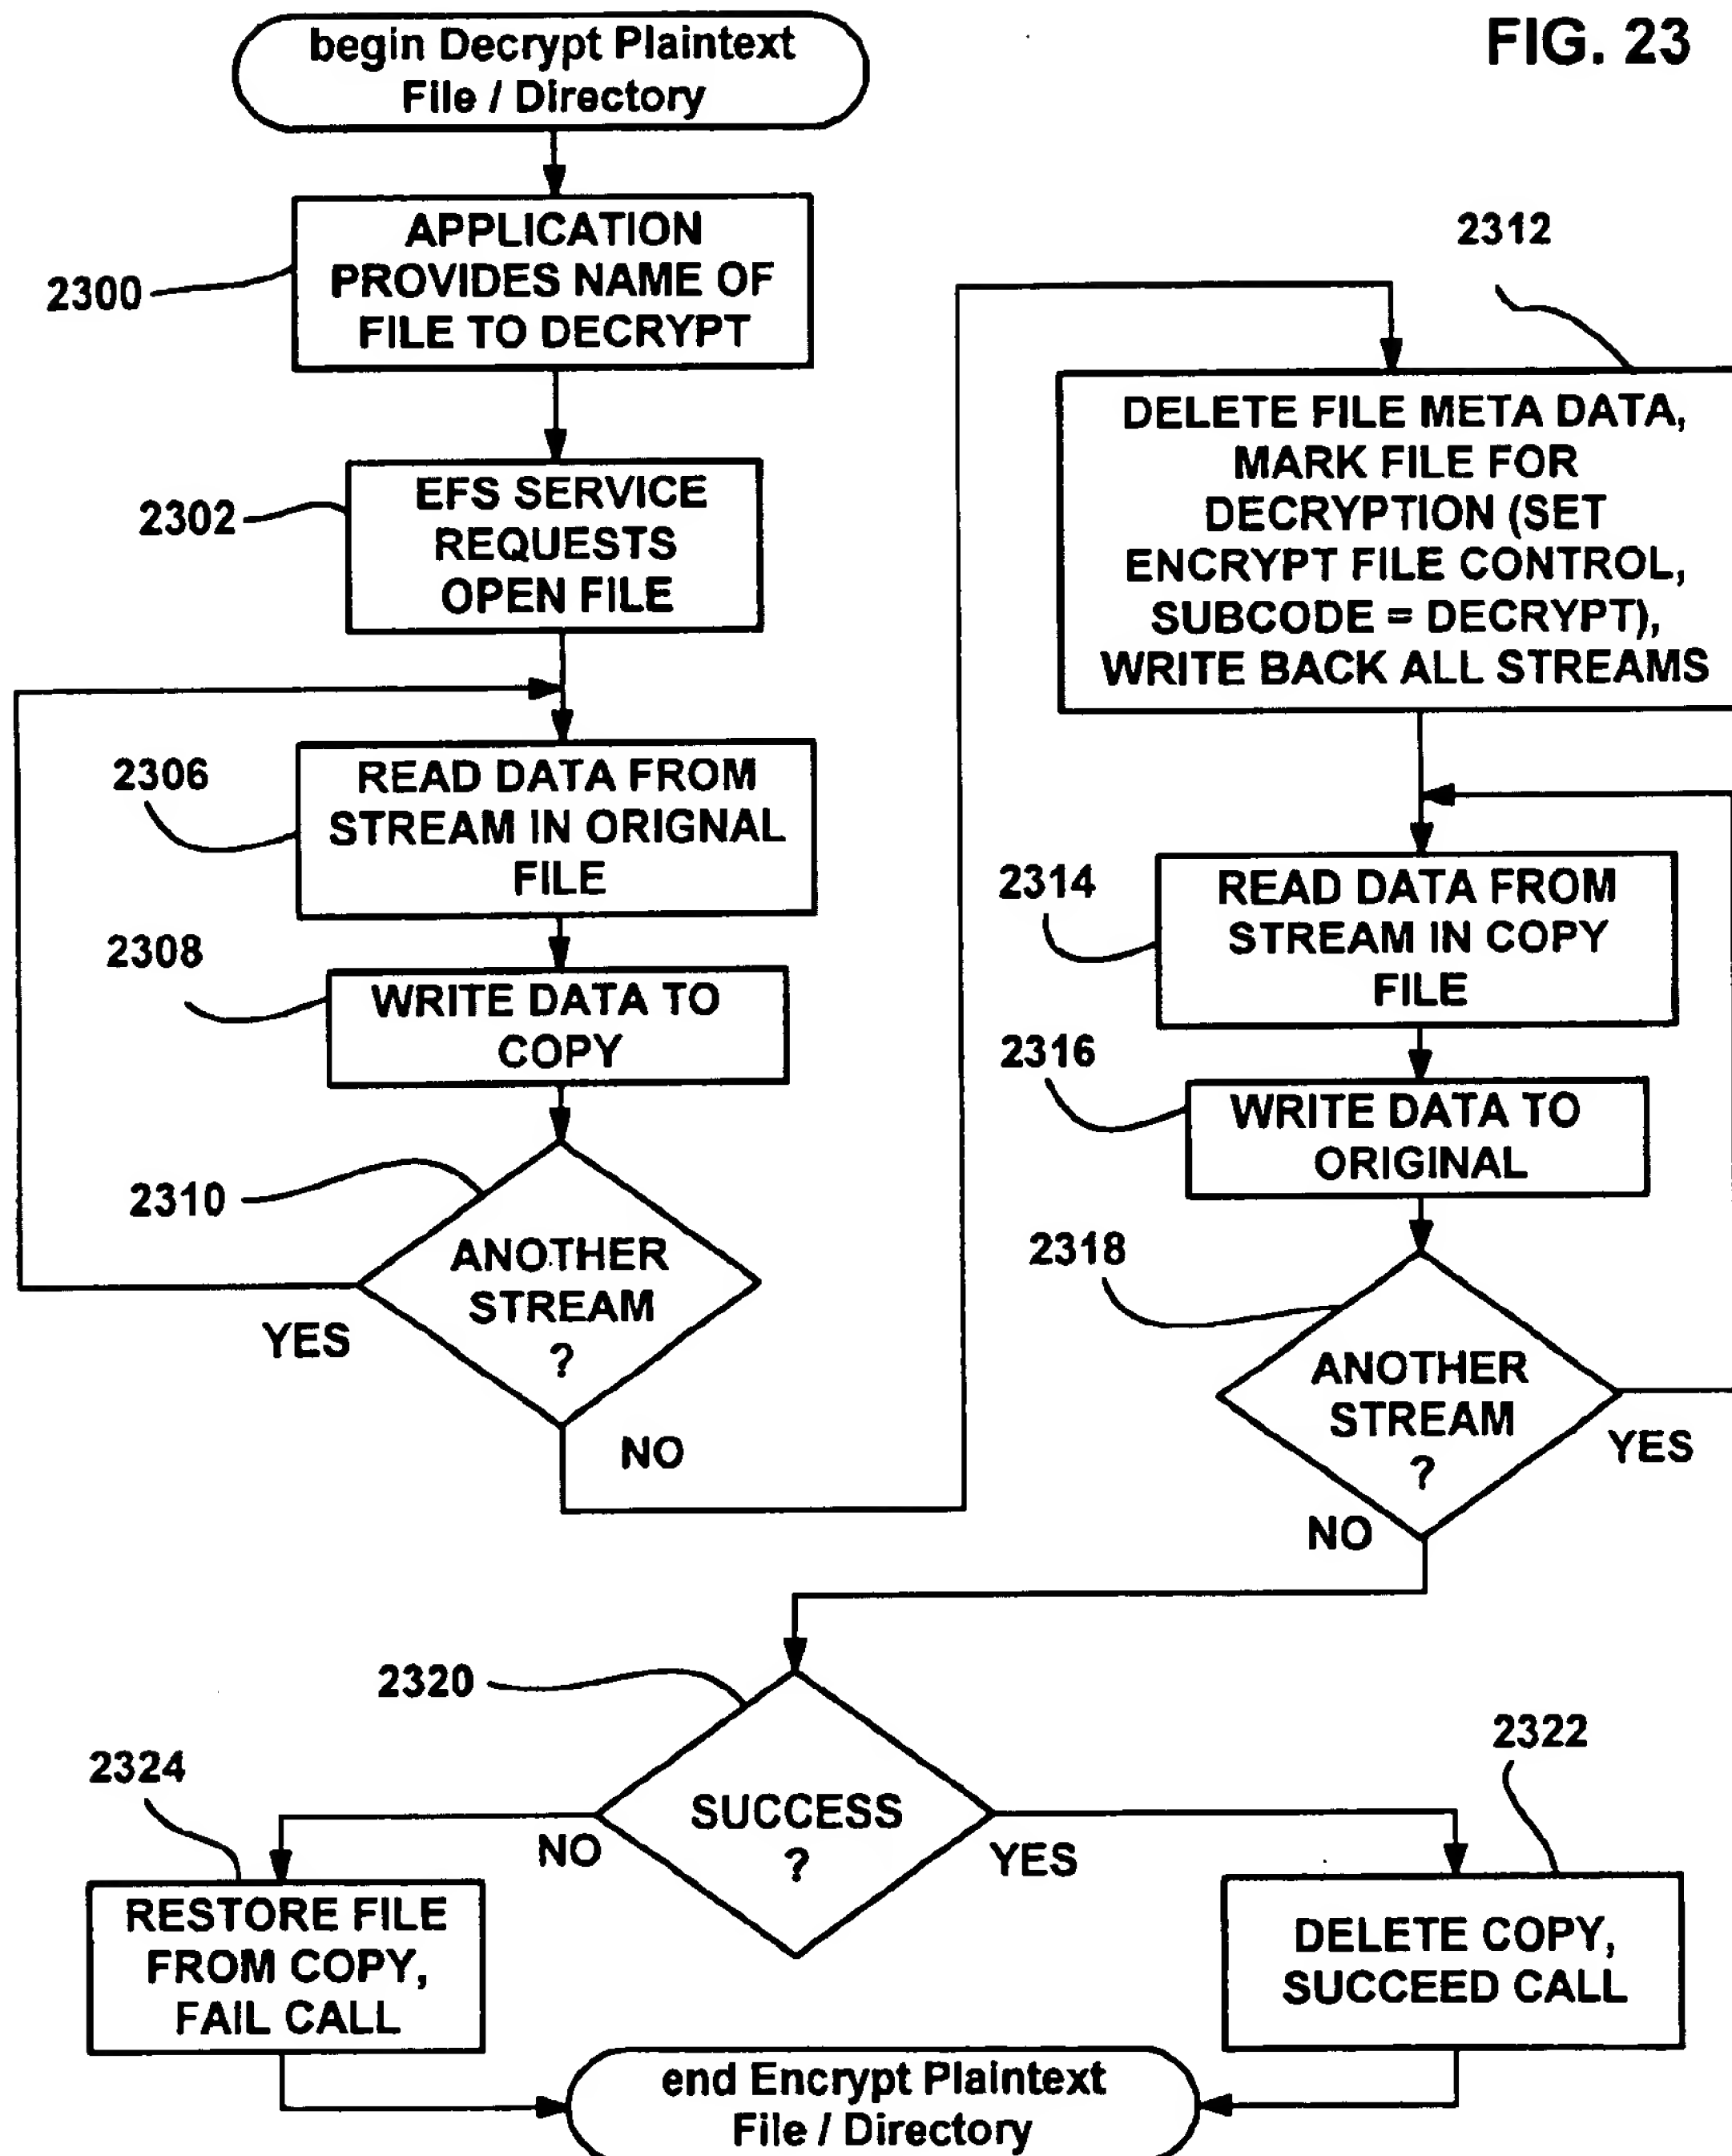 FIG. 23
begin Decrypt Plaintext
File / Directory
2300
APPLICATION
PROVIDES NAME OF
FILE TO DECRYPT
2302
EFS SERVICE
REQUESTS
OPEN FILE
2306
READ DATA FROM
STREAM IN ORIGNAL
FILE
2308
WRITE DATA TO
COPY
2310
ANOTHER
STREAM
?
YES
NO
2312
DELETE FILE META DATA,
MARK FILE FOR
DECRYPTION (SET
ENCRYPT FILE CONTROL,
SUBCODE = DECRYPT),
WRITE BACK ALL STREAMS
2314
READ DATA FROM
STREAM IN COPY
FILE
2316
WRITE DATA TO
ORIGINAL
2318
ANOTHER
STREAM
?
YES
NO
2320
SUCCESS
?
NO
YES
2324
RESTORE FILE
FROM COPY,
FAIL CALL
2322
DELETE COPY,
SUCCEED CALL
end Encrypt Plaintext
File / Directory